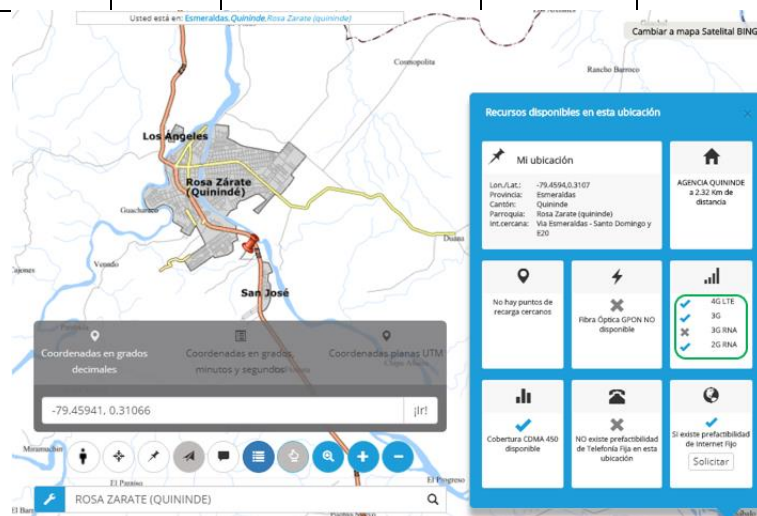 Usted está en: Esmeraldas.Quininde.Rosa Zarate (quininde)
Cambiar a mapa Satelital BING
Cosmopolita
Rancho Barroco
Los Ángeles
Rosa Zárate
(Quinindé)
Duana
Venado
San José
Recursos disponibles en esta ubicación
Mi ubicación
Lon./Lat.: -79.4594,0.3107
Provincia: Esmeraldas
Cantón: Quininde
Parroquia: Rosa Zarate (quininde)
Int.cercana: Via Esmeraldas - Santo Domingo y
E20
AGENCIA QUININDE
a 2.32 Km de
distancia
No hay puntos de
recarga cercanos
Fibra Óptica GPON NO
disponible
4G LTE
3G
3G RNA
2G RNA
Cobertura CDMA 450
disponible
NO existe prefactibilidad
de Telefonía Fija en esta
ubicación
Si existe prefactibilidad
de Internet Fijo
Solicitar
Coordenadas en grados
decimales
Coordenadas en grados,
minutos y segundos
Coordenadas planas UTM
-79.45941, 0.31066
¡Ir!
El Paraiso
El Progreso
ROSA ZARATE (QUININDE)